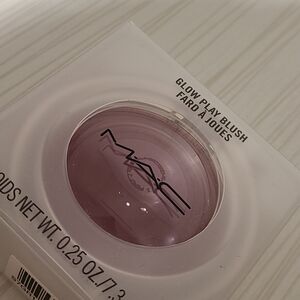 GLOW PLAY BLUSH
FARD À JOUES
MAC
OIDS NET WT. 0.25 OZ./7.3